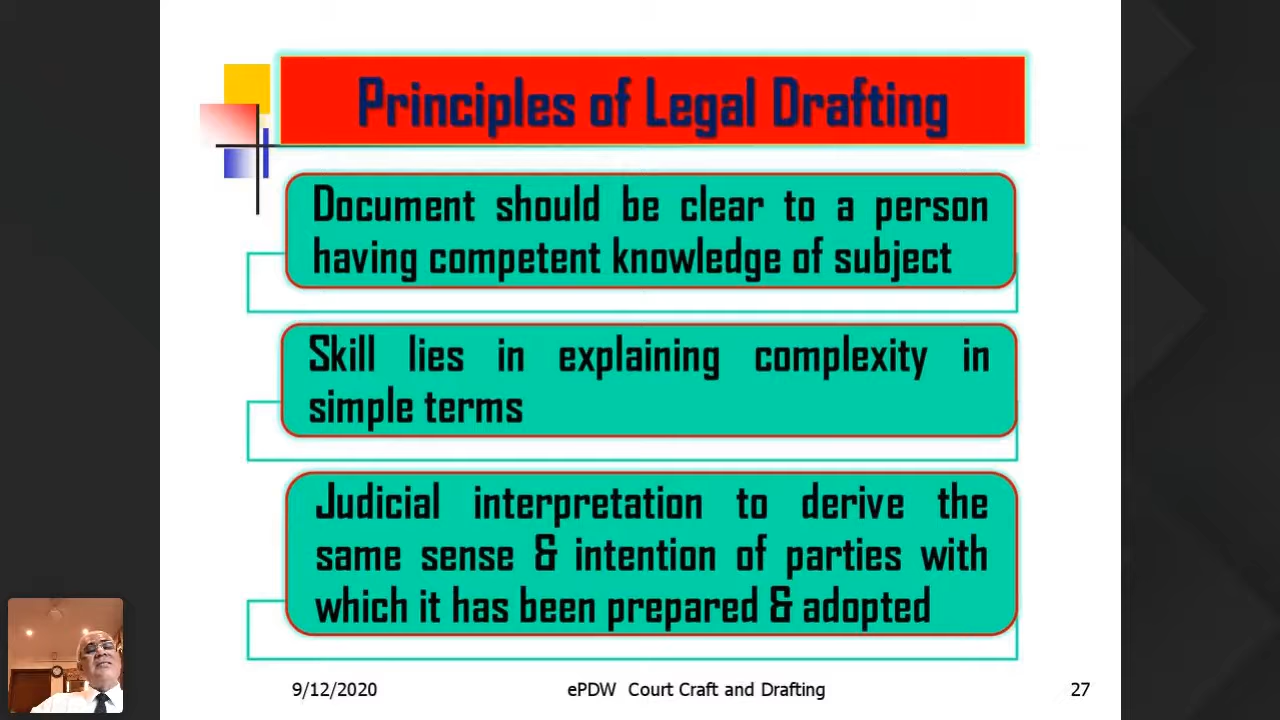 Principles of Legal Drafting
Document should be clear to a person
having competent knowledge of subject
Skill lies in explaining complexity in
simple terms
Judicial interpretation to derive the
same sense & intention of parties with
which it has been prepared & adopted
9/12/2020 ePDW Court Craft and Drafting 27